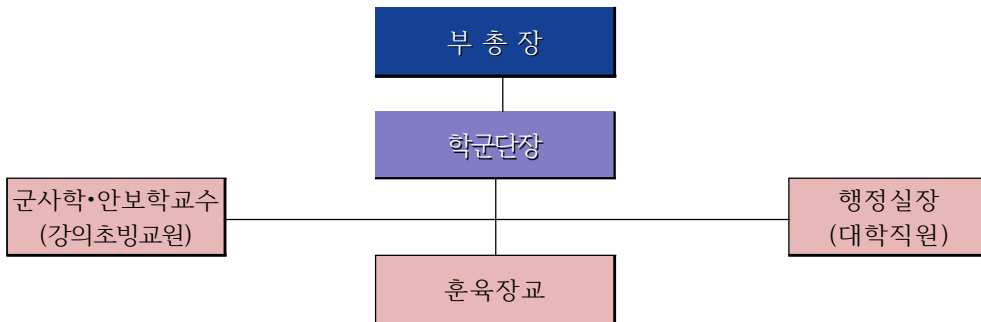 부 총 장
학군단장
군사학•안보학교수
(강의초빙교원)
행정실장
(대학직원)
훈육장교